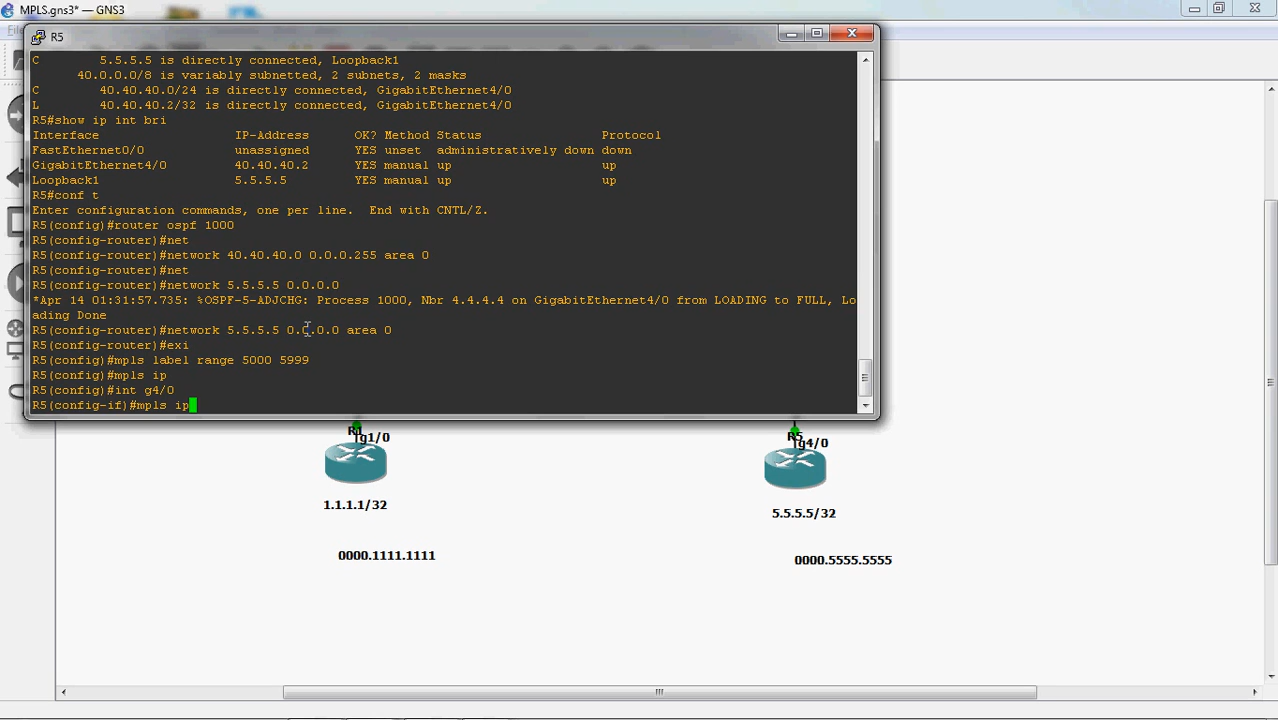 MPLS.gns3* — GNS3
R5
C        5.5.5.5 is directly connected, Loopback1
      40.0.0.0/8 is variably subnetted, 2 subnets, 2 masks
C        40.40.40.0/24 is directly connected, GigabitEthernet4/0
L        40.40.40.2/32 is directly connected, GigabitEthernet4/0
R5#show ip int bri
Interface              IP-Address      OK? Method Status                Protocol
FastEthernet0/0        unassigned      YES unset  administratively down down
GigabitEthernet4/0     40.40.40.2      YES manual up                    up
Loopback1              5.5.5.5         YES manual up                    up
R5#conf t
Enter configuration commands, one per line.  End with CNTL/Z.
R5(config)#router ospf 1000
R5(config-router)#net
R5(config-router)#network 40.40.40.0 0.0.0.255 area 0
R5(config-router)#net
R5(config-router)#network 5.5.5.5 0.0.0.0
*Apr 14 01:31:57.735: %OSPF-5-ADJCHG: Process 1000, Nbr 4.4.4.4 on GigabitEthernet4/0 from LOADING to FULL, Lo
ading Done
R5(config-router)#network 5.5.5.5 0.0.0.0 area 0
R5(config-router)#exi
R5(config)#mpls label range 5000 5999
R5(config)#mpls ip
R5(config)#int g4/0
R5(config-if)#mpls ip
R1
g1/0
R5
g4/0
1.1.1.1/32
5.5.5.5/32
0000.1111.1111
0000.5555.5555